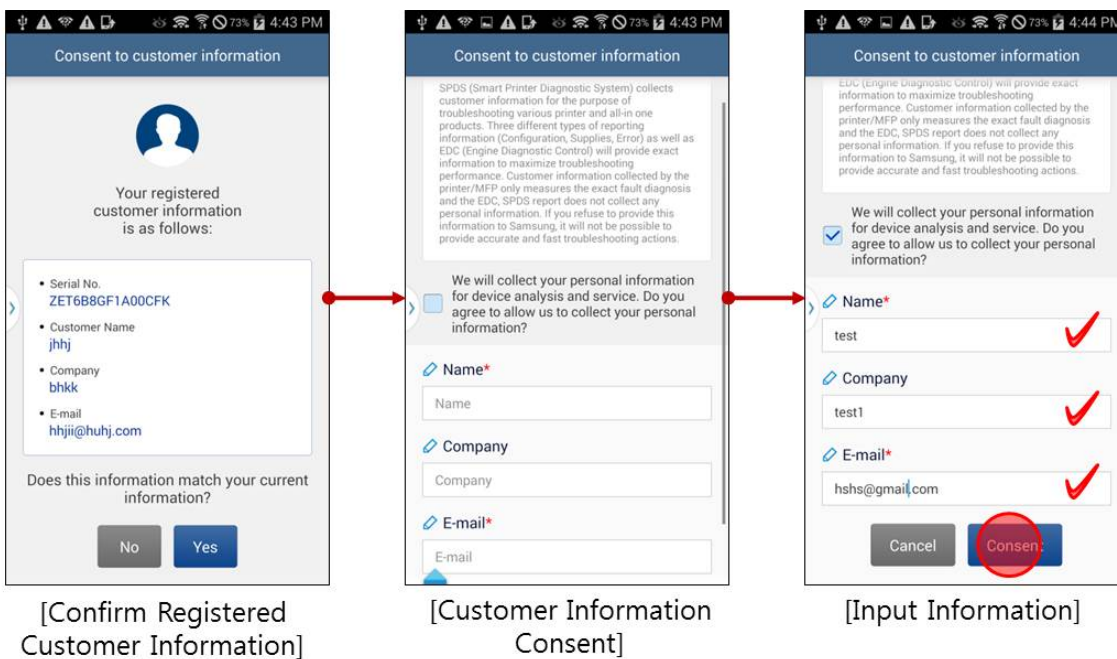 73% 4:43 PM
Consent to customer information
Your registered
customer information
is as follows:
• Serial No.
ZET6B8GF1A00CFK
• Customer Name
jhhj
• Company
bhkk
• E-mail
hhjii@huhj.com
Does this information match your current
information?
No Yes
[Confirm Registered
Customer Information]
73% 4:43 PM
Consent to customer information
SPDS (Smart Printer Diagnostic System) collects
customer information for the purpose of
troubleshooting various printer and all-in one
products. Three different types of reporting
information (Configuration, Supplies, Error) as well as
EDC (Engine Diagnostic Control) will provide exact
information to maximize troubleshooting
performance. Customer information collected by the
printer/MFP only measures the exact fault diagnosis
and the EDC, SPDS report does not collect any
personal information. If you refuse to provide this
information to Samsung, it will not be possible to
provide accurate and fast troubleshooting actions.
We will collect your personal information
for device analysis and service. Do you
agree to allow us to collect your personal
information?
Name*
Name
Company
Company
E-mail*
E-mail
[Customer Information
Consent]
73% 4:44 PM
Consent to customer information
EDC (Engine Diagnostic Control) will provide exact
information to maximize troubleshooting
performance. Customer information collected by the
printer/MFP only measures the exact fault diagnosis
and the EDC, SPDS report does not collect any
personal information. If you refuse to provide this
information to Samsung, it will not be possible to
provide accurate and fast troubleshooting actions.
We will collect your personal information
for device analysis and service. Do you
agree to allow us to collect your personal
information?
Name*
test
Company
test1
E-mail*
hshs@gmail.com
Cancel Consent
[Input Information]